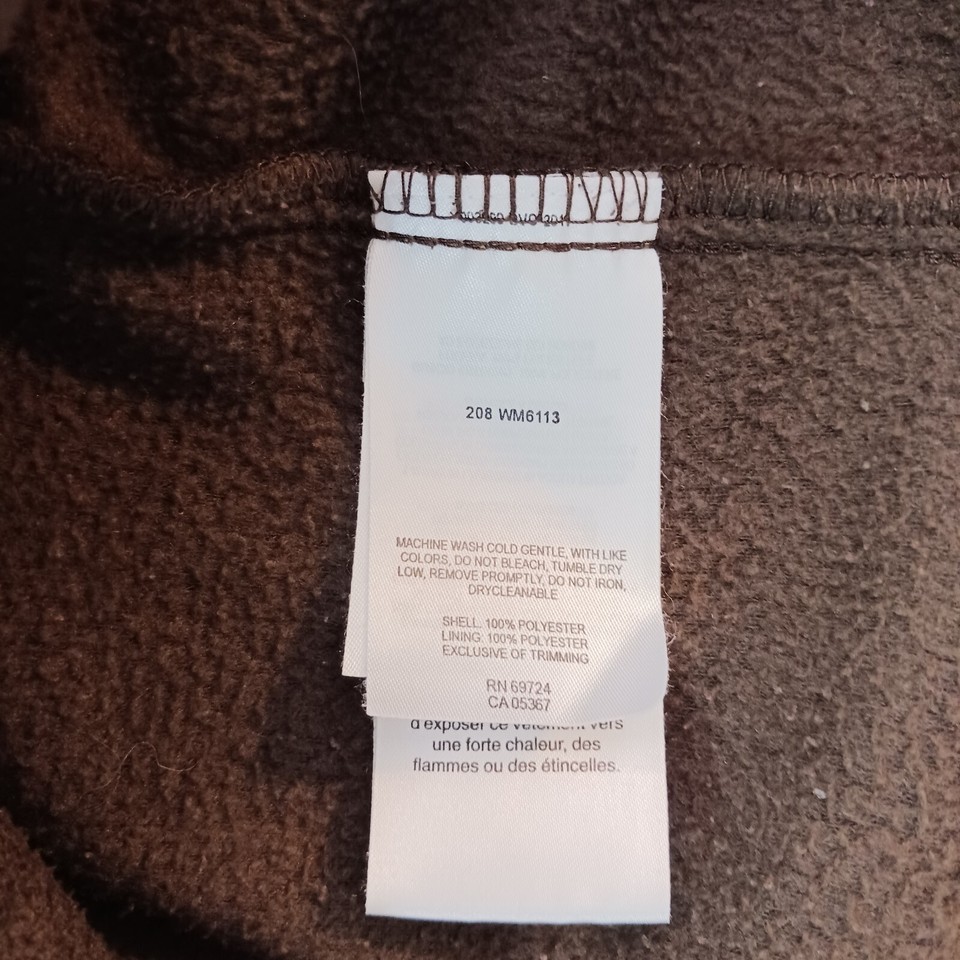 208 WM6113
MACHINE WASH COLD GENTLE, WITH LIKE
COLORS, DO NOT BLEACH, TUMBLE DRY
LOW, REMOVE PROMPTLY, DO NOT IRON,
DRYCLEANABLE
SHELL: 100% POLYESTER
LINING: 100% POLYESTER
EXCLUSIVE OF TRIMMING
RN 69724
CA 05367
d'exposer ce vêtement vers
une forte chaleur, des
flammes ou des étincelles.